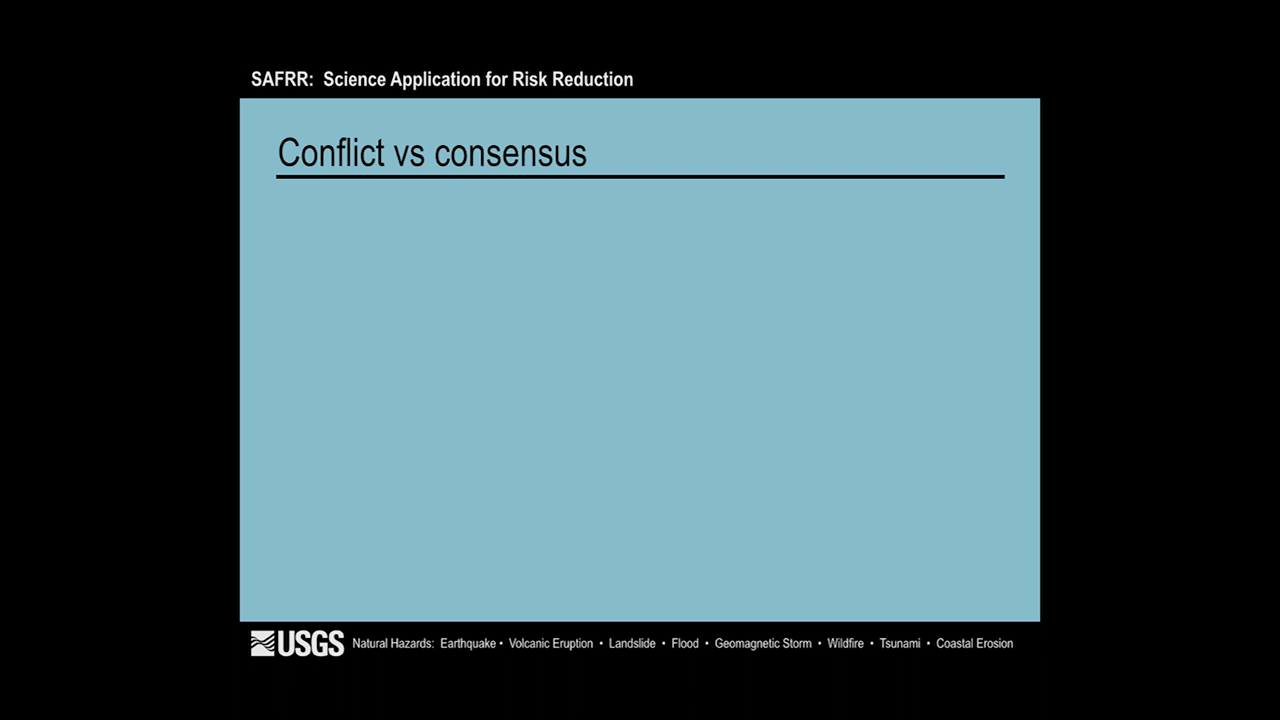 SAFRR: Science Application for Risk Reduction
Conflict vs consensus
USGS Natural Hazards: Earthquake • Volcanic Eruption • Landslide • Flood • Geomagnetic Storm • Wildfire • Tsunami • Coastal Erosion